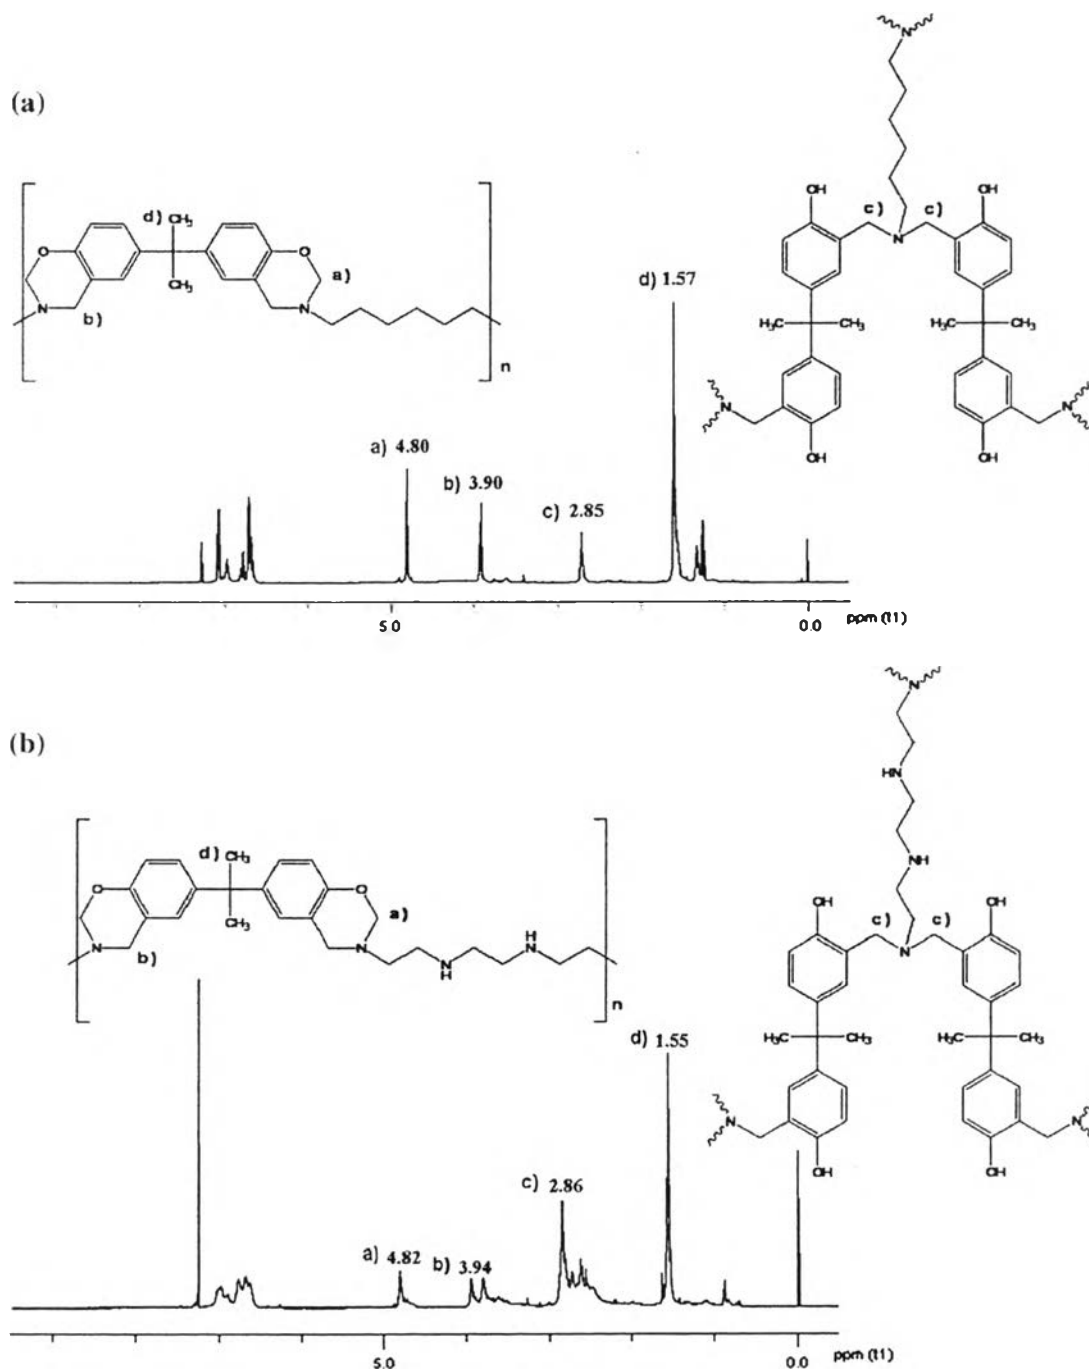 (a)
N
OH
OH
c)
c)
N
H₃C
CH₃
H₃C
CH₃
N
N
OH
OH
d)
CH₃
CH₃
O
O
a)
N
b)
N
n
d) 1.57
a) 4.80
b) 3.90
c) 2.85
5.0
0.0
ppm (t1)
(b)
N
HN
NH
OH
OH
c)
c)
N
H₃C
CH₃
H₃C
CH₃
N
N
OH
OH
d)
CH₃
CH₃
O
O
a)
N
b)
N
H
N
N
H
n
d) 1.55
c) 2.86
a) 4.82
b) 3.94
5.0
0.0
ppm (t1)